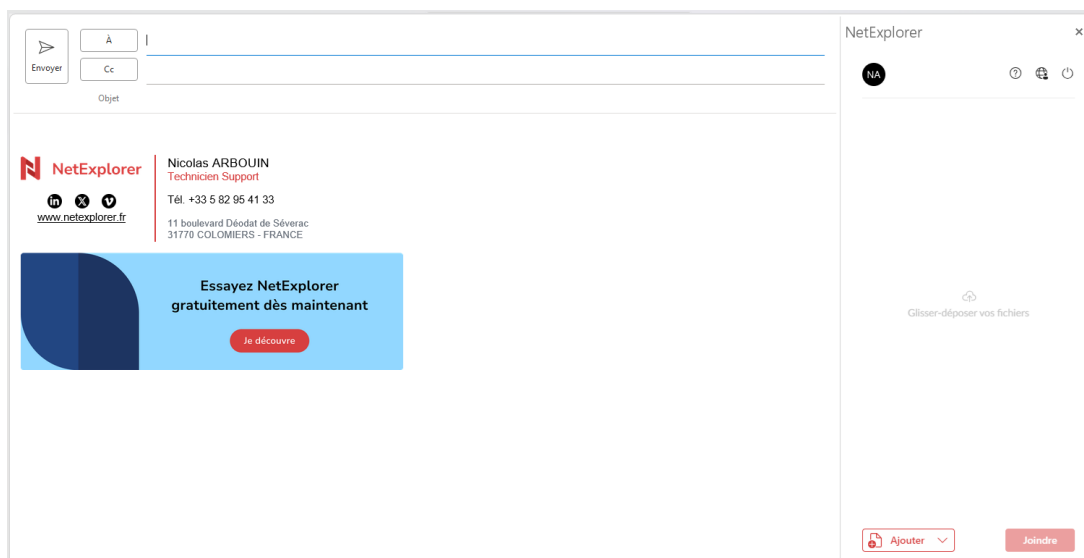 Envoyer
À
Cc
Objet
NetExplorer
www.netexplorer.fr
Nicolas ARBOUIN
Technicien Support
Tél. +33 5 82 95 41 33
11 boulevard Déodat de Séverac
31770 COLOMIERS - FRANCE
Essayez NetExplorer
gratuitement dès maintenant
Je découvre
NetExplorer
NA
Glisser-déposer vos fichiers
Ajouter
Joindre